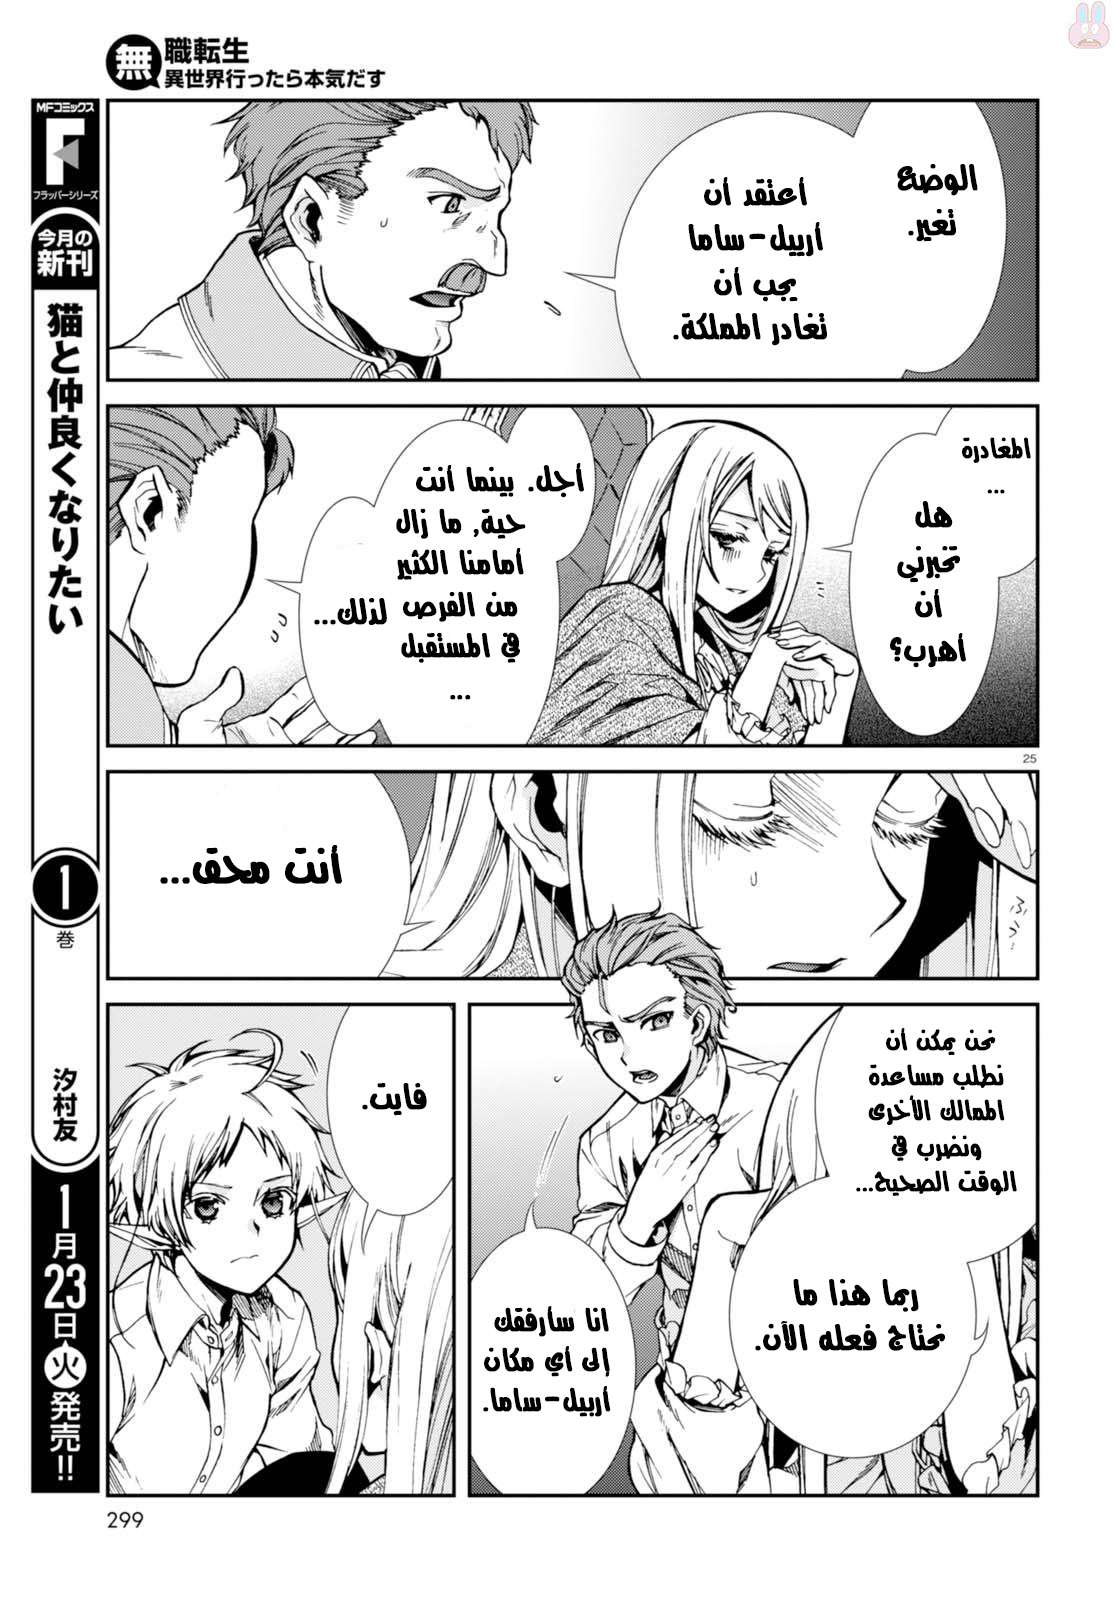 無職転生
異世界行ったら本気だす
MFコミックス
F
フラッパーシリーズ
今月の
新刊
猫と仲良くなりたい
1
巻
汐村友
1月23日火発売!!
الوضع
تغير.
أعتقد أن
أربيل-ساما
يجب أن
تغادر المملكة.
المغادرة
...
هل
تخبرني
أن
أهرب؟
أجل. بينما أنت
حية, ما زال
أمامنا الكثير
من الفرص
في المستقبل
...
لذلك...
25
أنت محق...
ふぅ
نحن يمكن أن
نطلب مساعدة
الممالك الأخرى
ونضرب في
الوقت الصحيح...
ربما هذا ما
نحتاج فعله الآن.
انا سأرفقك
إلى أي مكان
أربيل-ساما.
فايت.
299